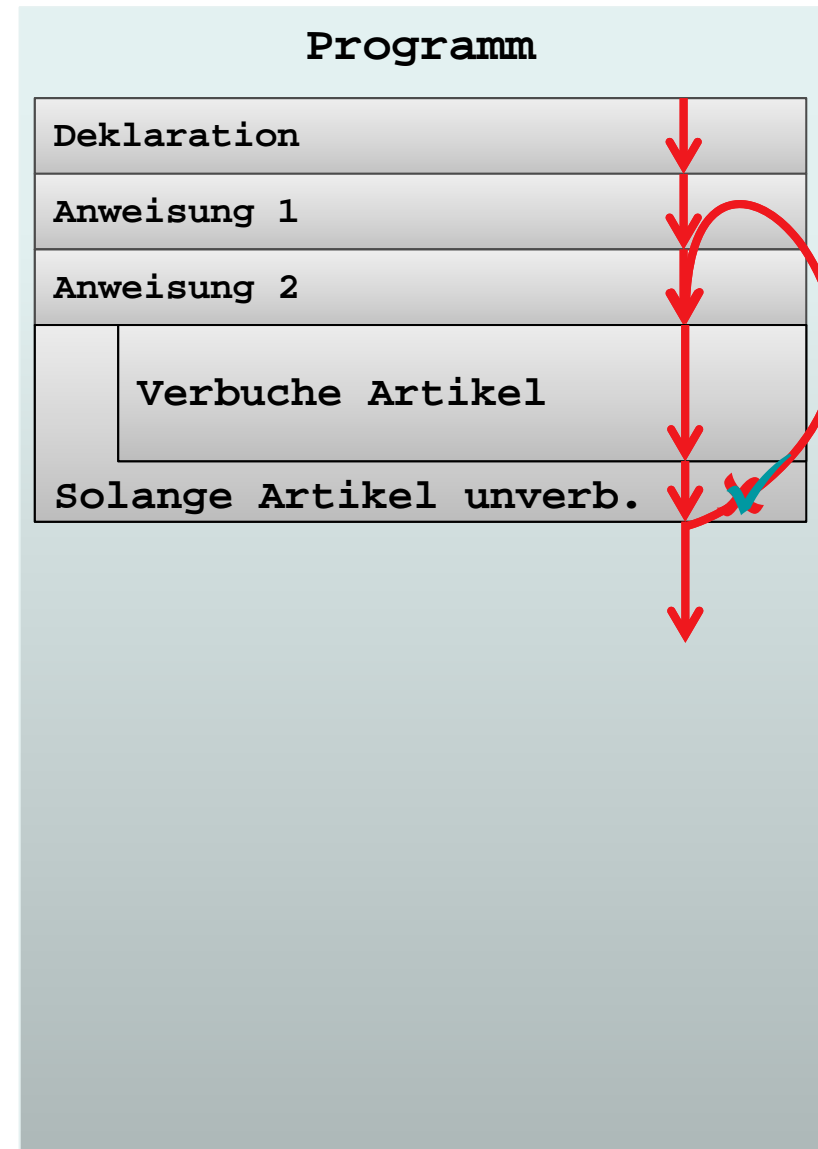 Programm
Deklaration
Anweisung 1
Anweisung 2
Verbuche Artikel
Solange Artikel unverb.